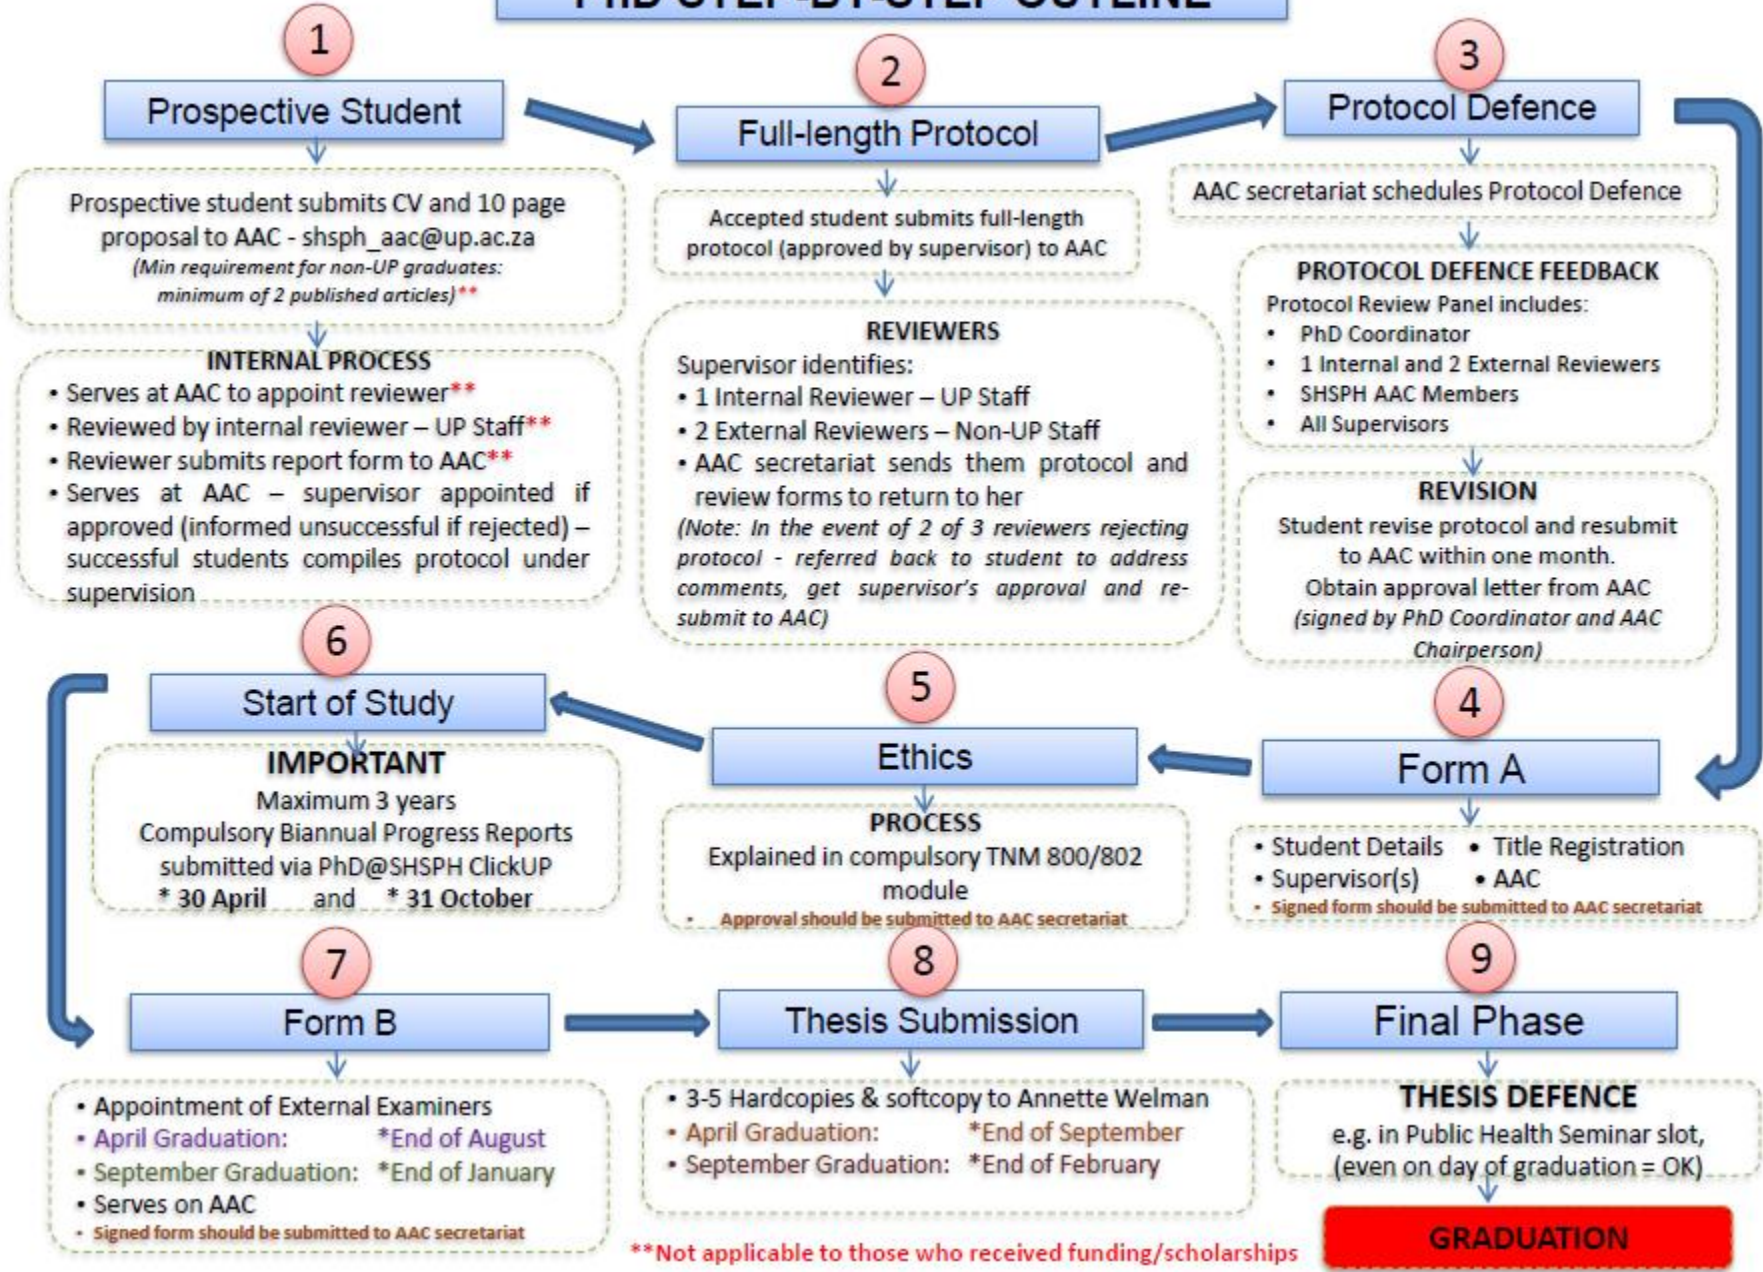 PhD STEP-BY-STEP OUTLINE
1
Prospective Student
Prospective student submits CV and 10 page
proposal to AAC - shsph_aac@up.ac.za
(Min requirement for non-UP graduates:
minimum of 2 published articles)**
INTERNAL PROCESS
• Serves at AAC to appoint reviewer**
• Reviewed by internal reviewer – UP Staff**
• Reviewer submits report form to AAC**
• Serves at AAC – supervisor appointed if
approved (informed unsuccessful if rejected) –
successful students compiles protocol under
supervision
2
Full-length Protocol
Accepted student submits full-length
protocol (approved by supervisor) to AAC
REVIEWERS
Supervisor identifies:
• 1 Internal Reviewer – UP Staff
• 2 External Reviewers – Non-UP Staff
• AAC secretariat sends them protocol and
review forms to return to her
(Note: In the event of 2 of 3 reviewers rejecting
protocol - referred back to student to address
comments, get supervisor's approval and re-
submit to AAC)
3
Protocol Defence
AAC secretariat schedules Protocol Defence
PROTOCOL DEFENCE FEEDBACK
Protocol Review Panel includes:
• PhD Coordinator
• 1 Internal and 2 External Reviewers
• SHSPH AAC Members
• All Supervisors
REVISION
Student revise protocol and resubmit
to AAC within one month.
Obtain approval letter from AAC
(signed by PhD Coordinator and AAC
Chairperson)
4
Form A
• Student Details • Title Registration
• Supervisor(s) • AAC
• Signed form should be submitted to AAC secretariat
5
Ethics
PROCESS
Explained in compulsory TNM 800/802
module
• Approval should be submitted to AAC secretariat
6
Start of Study
IMPORTANT
Maximum 3 years
Compulsory Biannual Progress Reports
submitted via PhD@SHSPH ClickUP
* 30 April and * 31 October
7
Form B
• Appointment of External Examiners
• April Graduation: *End of August
• September Graduation: *End of January
• Serves on AAC
• Signed form should be submitted to AAC secretariat
8
Thesis Submission
• 3-5 Hardcopies & softcopy to Annette Welman
• April Graduation: *End of September
• September Graduation: *End of February
9
Final Phase
THESIS DEFENCE
e.g. in Public Health Seminar slot,
(even on day of graduation = OK)
GRADUATION
**Not applicable to those who received funding/scholarships